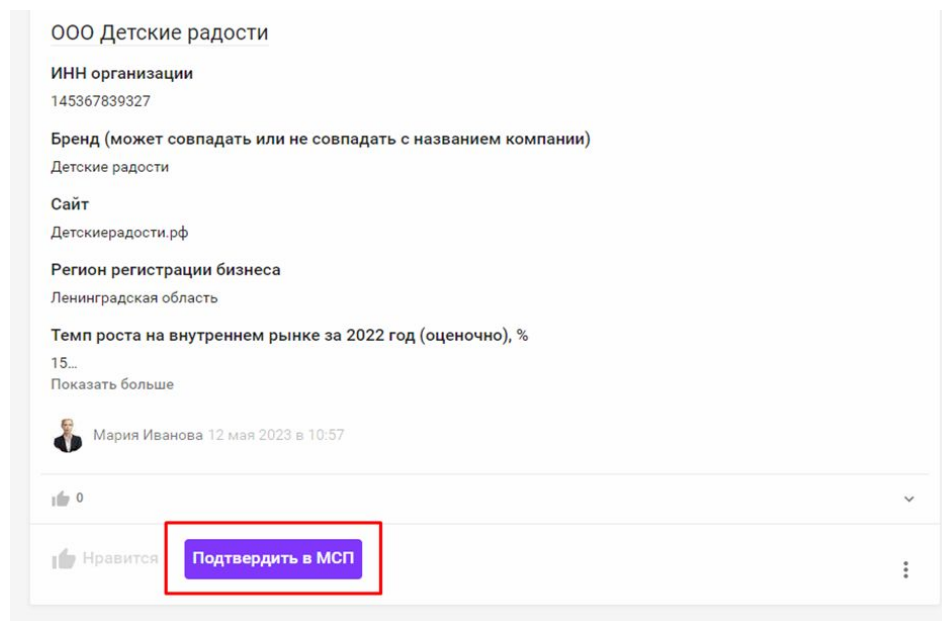 ООО Детские радости
ИНН организации
145367839327
Бренд (может совпадать или не совпадать с названием компании)
Детские радости
Сайт
Детскиерадости.рф
Регион регистрации бизнеса
Ленинградская область
Темп роста на внутреннем рынке за 2022 год (оценочно), %
15...
Показать больше
Мария Иванова 12 мая 2023 в 10:57
0
Нравится Подтвердить в МСП